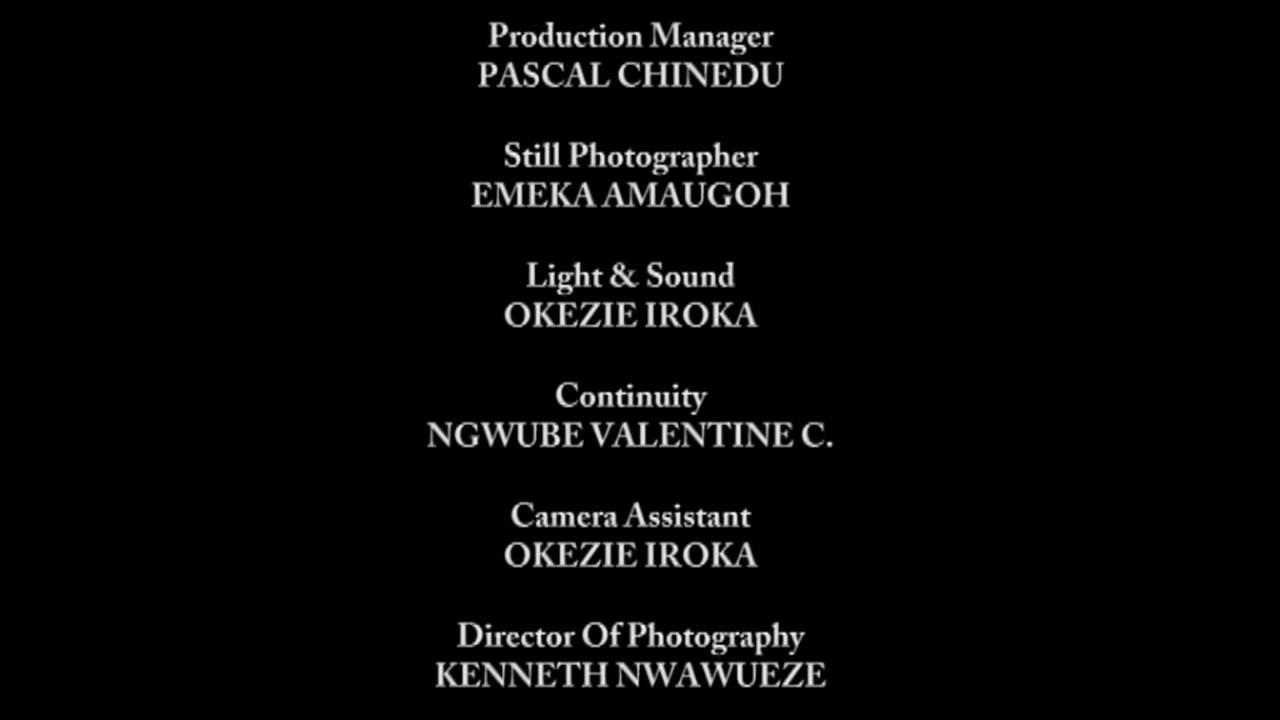 Production Manager
PASCAL CHINEDU
Still Photographer
EMEKA AMAUGOH
Light & Sound
OKEZIE IROKA
Continuity
NGWUBE VALENTINE C.
Camera Assistant
OKEZIE IROKA
Director Of Photography
KENNETH NWAWUEZE